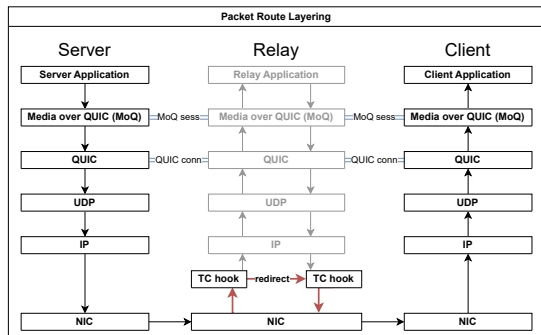 Packet Route Layering
Server Relay Client
Server Application Relay Application Client Application
Media over QUIC (MoQ) MoQ sess Media over QUIC (MoQ) MoQ sess Media over QUIC (MoQ)
QUIC QUIC conn QUIC QUIC conn QUIC
UDP UDP UDP
IP IP IP
TC hook redirect TC hook
NIC NIC NIC